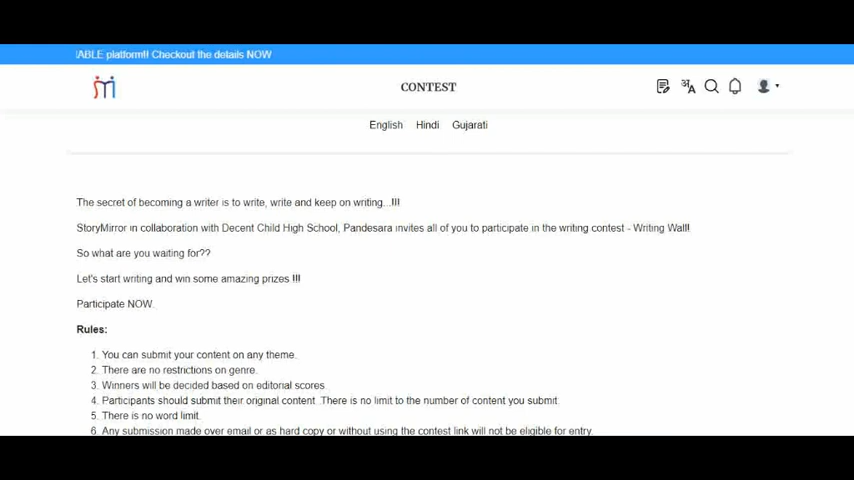 IABLE platform!! Checkout the details NOW
CONTEST
English Hindi Gujarati
The secret of becoming a writer is to write, write and keep on writing...!!!
StoryMirror in collaboration with Decent Child High School, Pandesara invites all of you to participate in the writing contest - Writing Wall!
So what are you waiting for??
Let's start writing and win some amazing prizes !!!
Participate NOW.
Rules:
1. You can submit your content on any theme.
2. There are no restrictions on genre.
3. Winners will be decided based on editorial scores
4. Participants should submit their original content. There is no limit to the number of content you submit
5. There is no word limit.
6. Any submission made over email or as hard copy or without using the contest link will not be eligible for entry.